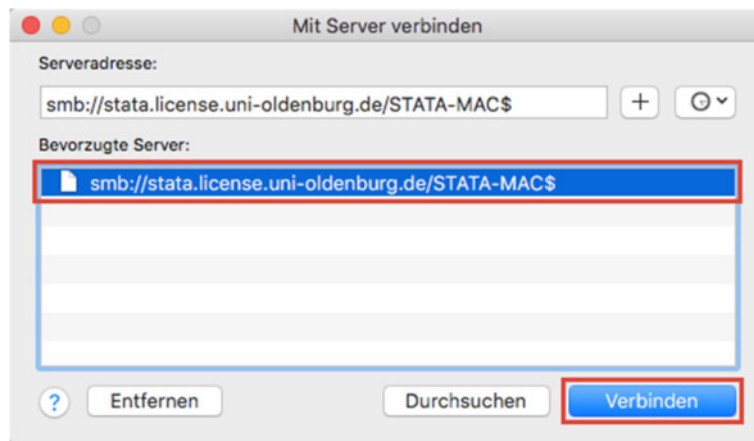 Mit Server verbinden
Serveradresse:
smb://stata.license.uni-oldenburg.de/STATA-MAC$
Bevorzugte Server:
smb://stata.license.uni-oldenburg.de/STATA-MAC$
? Entfernen Durchsuchen Verbinden